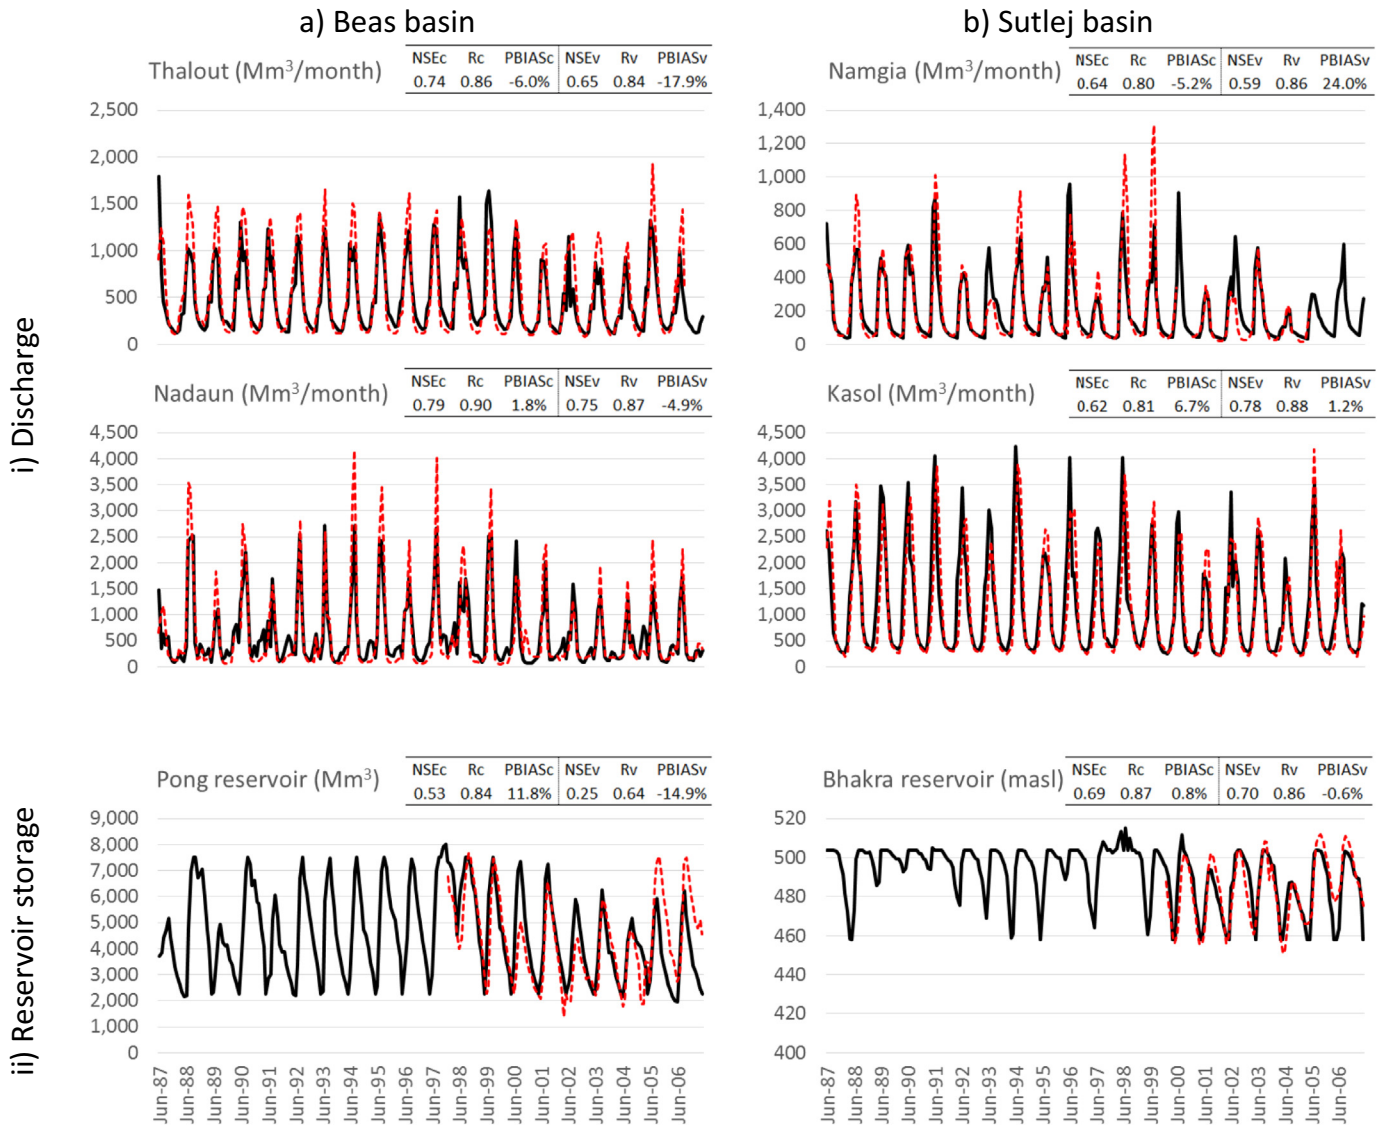 a) Beas basin
b) Sutlej basin
i) Discharge
ii) Reservoir storage
Thalout (Mm³/month)
NSEc Rc PBIASc NSEv Rv PBIASv
0.74 0.86 -6.0% 0.65 0.84 -17.9%
2,500
2,000
1,500
1,000
500
0
Namgia (Mm³/month)
NSEc Rc PBIASc NSEv Rv PBIASv
0.64 0.80 -5.2% 0.59 0.86 24.0%
1,400
1,200
1,000
800
600
400
200
0
Nadaun (Mm³/month)
NSEc Rc PBIASc NSEv Rv PBIASv
0.79 0.90 1.8% 0.75 0.87 -4.9%
4,500
4,000
3,500
3,000
2,500
2,000
1,500
1,000
500
0
Kasol (Mm³/month)
NSEc Rc PBIASc NSEv Rv PBIASv
0.62 0.81 6.7% 0.78 0.88 1.2%
4,500
4,000
3,500
3,000
2,500
2,000
1,500
1,000
500
0
Pong reservoir (Mm³)
NSEc Rc PBIASc NSEv Rv PBIASv
0.53 0.84 11.8% 0.25 0.64 -14.9%
9,000
8,000
7,000
6,000
5,000
4,000
3,000
2,000
1,000
0
Jun-87
Jun-88
Jun-89
Jun-90
Jun-91
Jun-92
Jun-93
Jun-94
Jun-95
Jun-96
Jun-97
Jun-98
Jun-99
Jun-00
Jun-01
Jun-02
Jun-03
Jun-04
Jun-05
Jun-06
Bhakra reservoir (masl)
NSEc Rc PBIASc NSEv Rv PBIASv
0.69 0.87 0.8% 0.70 0.86 -0.6%
520
500
480
460
440
420
400
Jun-87
Jun-88
Jun-89
Jun-90
Jun-91
Jun-92
Jun-93
Jun-94
Jun-95
Jun-96
Jun-97
Jun-98
Jun-99
Jun-00
Jun-01
Jun-02
Jun-03
Jun-04
Jun-05
Jun-06